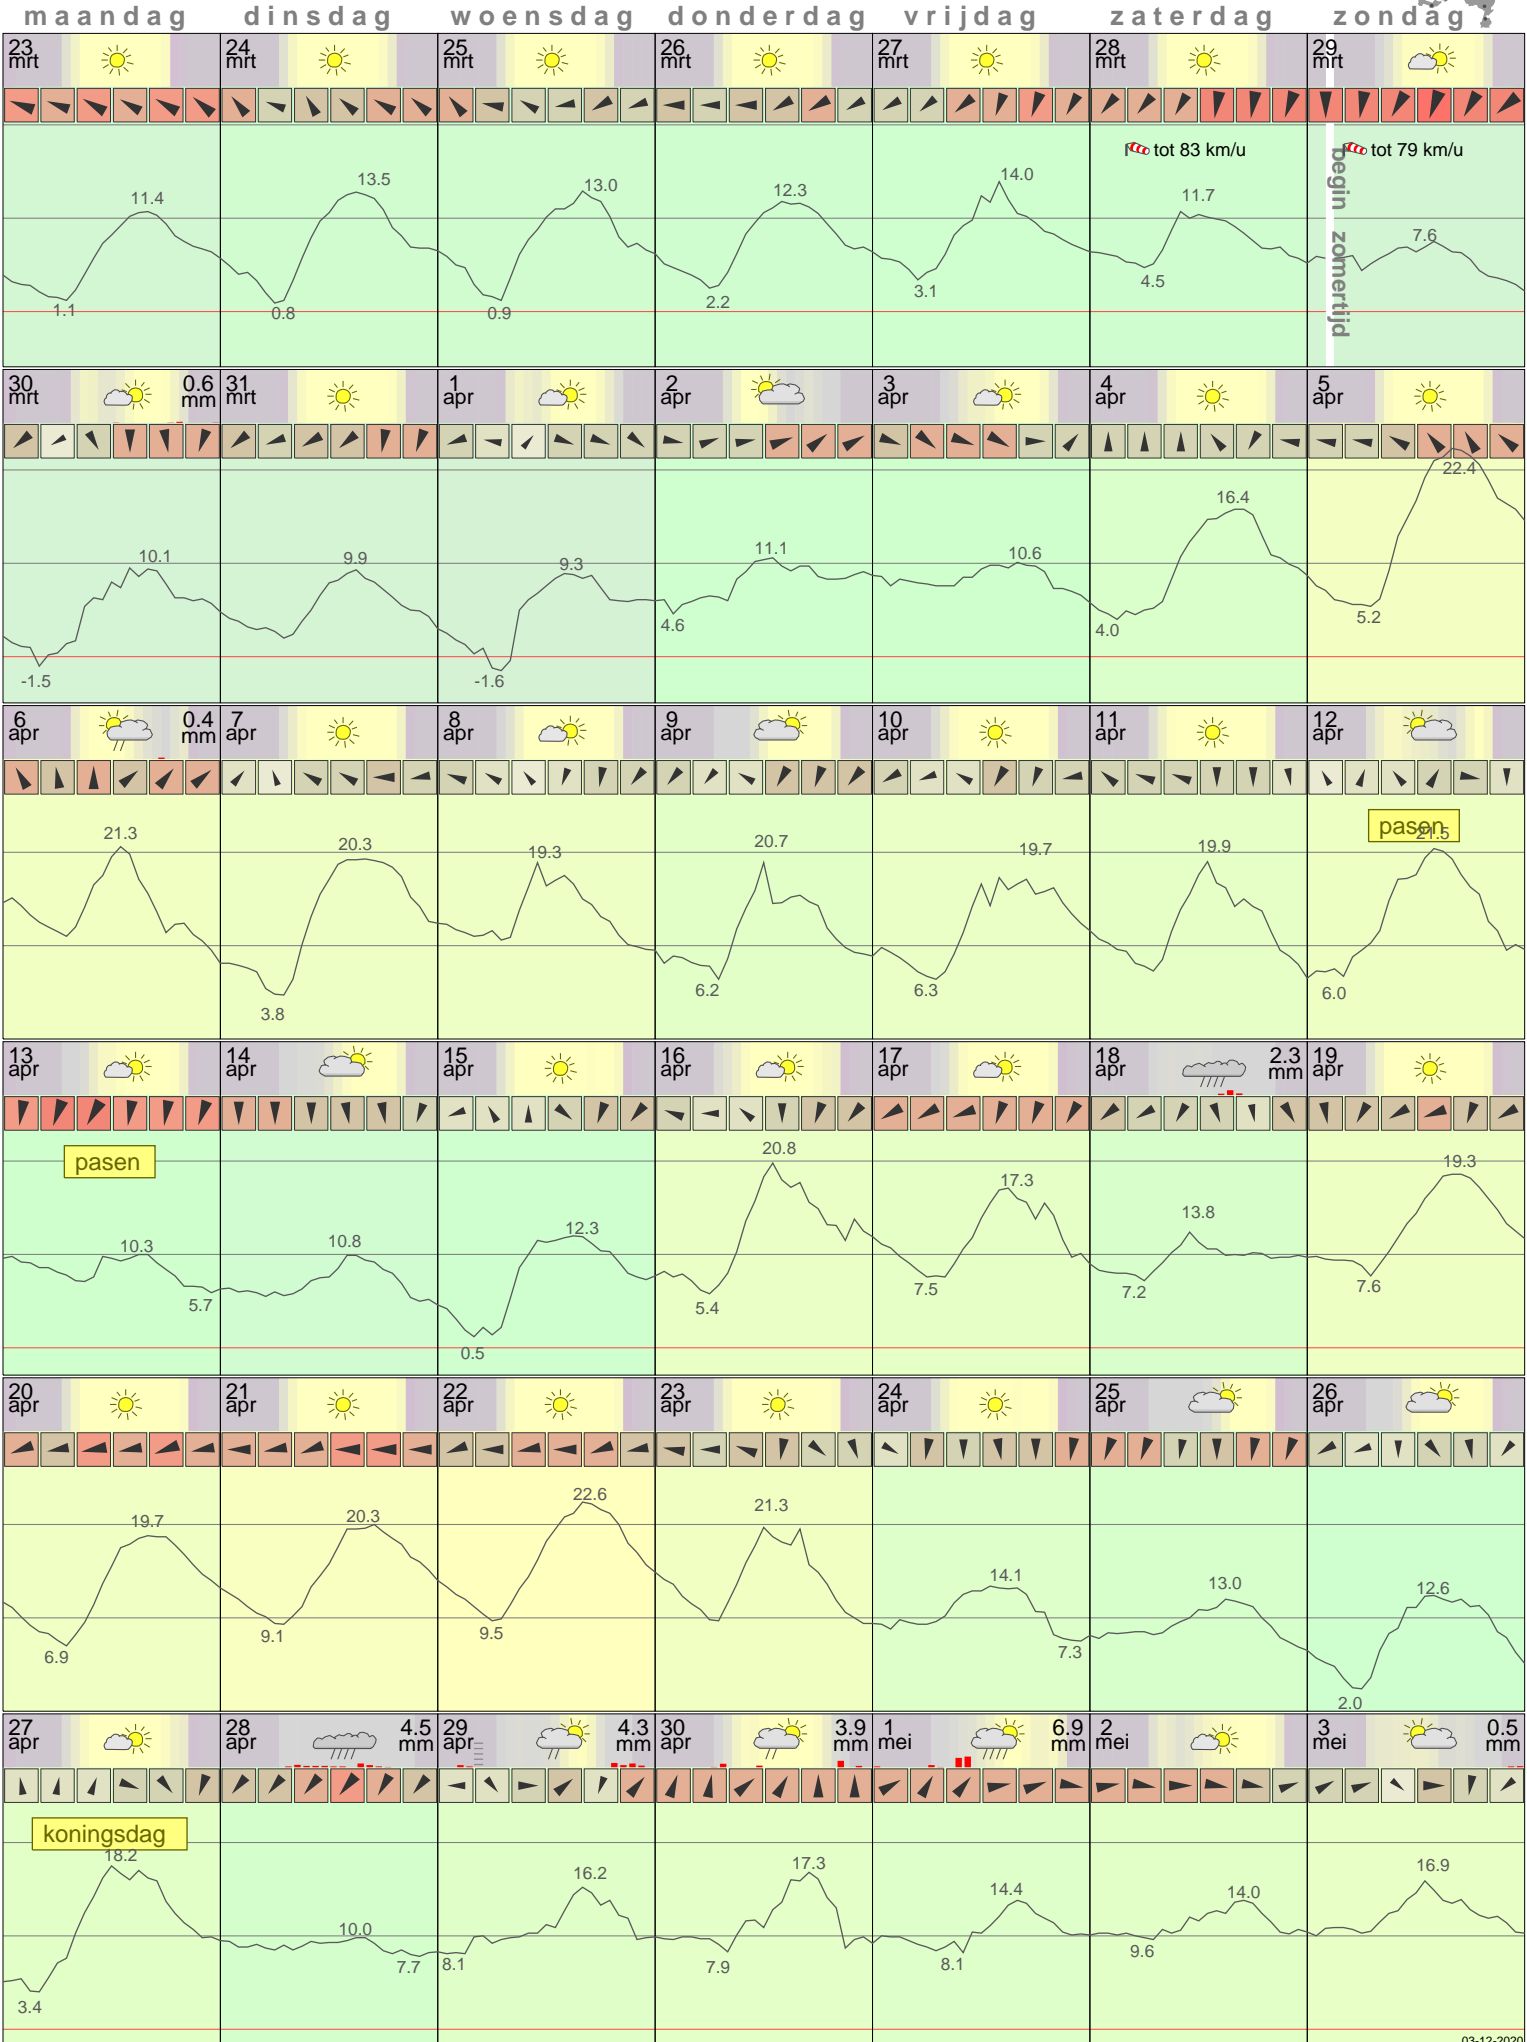 maandag dinsdag woensdag donderdag vrijdag zaterdag zondag
23 24 25 26 27 28 29
mrt mrt mrt mrt mrt mrt mrt
tot 83 km/u tot 79 km/u
11.4 13.5 13.0 12.3 14.0 11.7 7.6
1.1 0.8 0.9 2.2 3.1 4.5
begin zomertijd
30 0.6 31 1 2 3 4 5
mrt mm mrt apr apr apr apr apr
10.1 9.9 9.3 11.1 10.6 16.4 22.4
-1.5 -1.6 4.6 4.0 5.2
6 0.4 7 8 9 10 11 12
apr mm apr apr apr apr apr apr
pasen
21.3 20.3 19.3 20.7 19.7 19.9 21.5
3.8 6.2 6.3 6.0
13 14 15 16 17 18 2.3 19
apr apr apr apr apr apr mm apr
pasen
10.3 10.8 12.3 20.8 17.3 13.8 19.3
5.7 0.5 5.4 7.5 7.2 7.6
20 21 22 23 24 25 26
apr apr apr apr apr apr apr
19.7 20.3 22.6 21.3 14.1 13.0 12.6
6.9 9.1 9.5 7.3 2.0
27 28 4.5 29 4.3 30 3.9 1 6.9 2 3 0.5
apr apr mm apr mm apr mm mei mm mei mei mm
koningsdag
18.2 10.0 16.2 17.3 14.4 14.0 16.9
3.4 7.7 8.1 7.9 8.1 9.6
03-12-2020